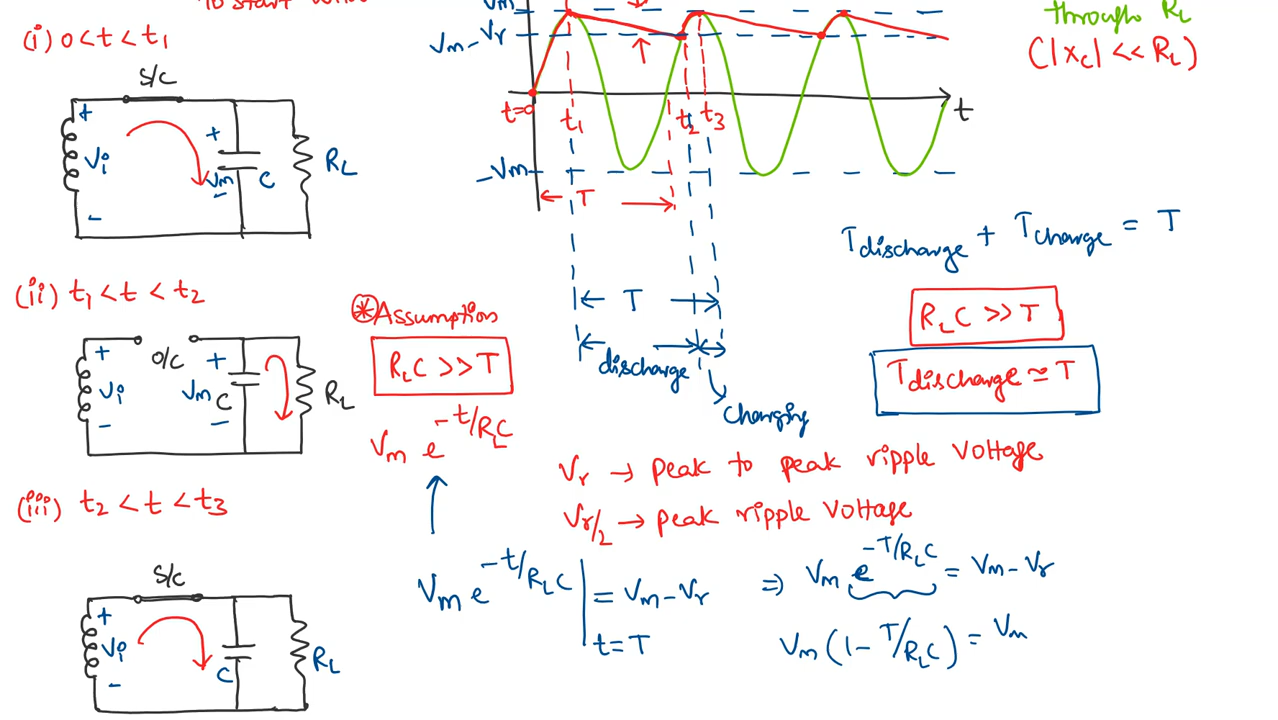 To start
(i) 0 < t < t₁
S/C
+
Vi
-
+
Vm
-
C
RL
Vm
Vm-Vr
-Vm
t=0
t₁
t₂
t₃
t
← T →
through RL
(|Xc| << RL)
← T →
discharge
Charging
Tdischarge + Tcharge = T
RLC >> T
Tdischarge ≃ T
(ii) t₁ < t < t₂
O/C
+
Vi
-
+
Vm
-
C
RL
⊛Assumption
RLC >> T
Vm e^(-t/RLC)
Vr → peak to peak ripple voltage
Vr/2 → peak ripple voltage
(iii) t₂ < t < t₃
S/C
+
Vi
-
C
RL
Vm e^(-t/RLC) | t=T = Vm-Vr ⇒ Vm e^(-T/RLC) = Vm-Vr
Vm (1 - T/RLC) = Vm